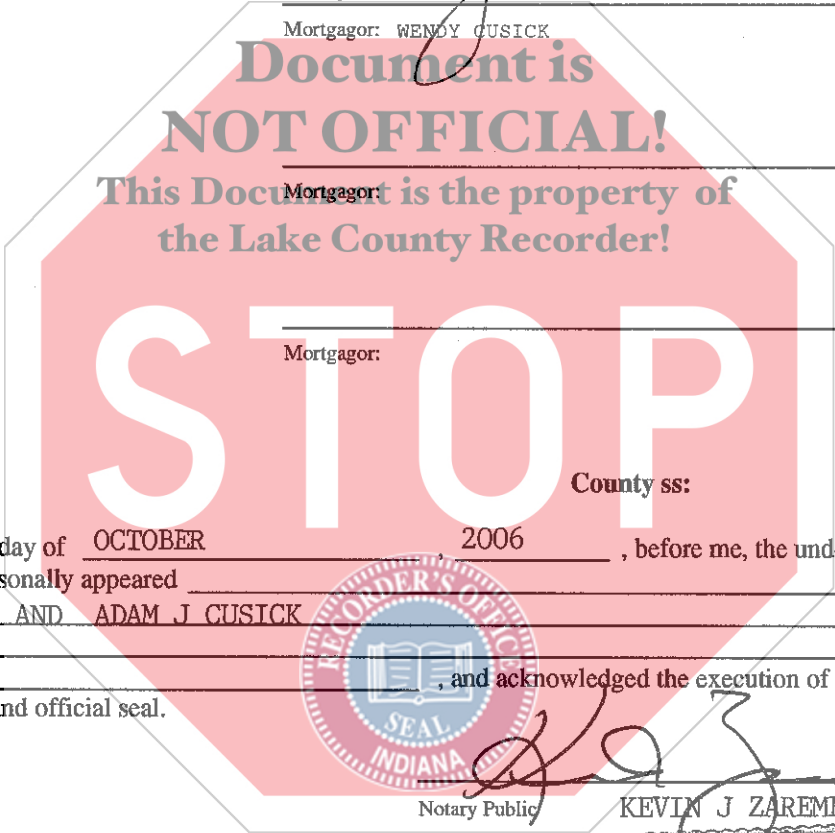 Mortgagor: WENDY CUSICK
Document is
NOT OFFICIAL!
This Document is the property of
the Lake County Recorder!
Mortgagor:
STOP
Mortgagor:
County ss:
day of OCTOBER , 2006 , before me, the und
sonally appeared
AND ADAM J CUSICK
, and acknowledged the execution of
nd official seal.
RECORDER'S OFFICE
SEAL
INDIANA
Notary Public KEVIN J ZAREM